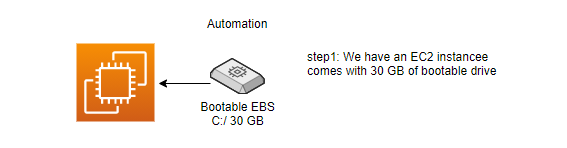 Automation
step1: We have an EC2 instancee
comes with 30 GB of bootable drive
Bootable EBS
C:/ 30 GB